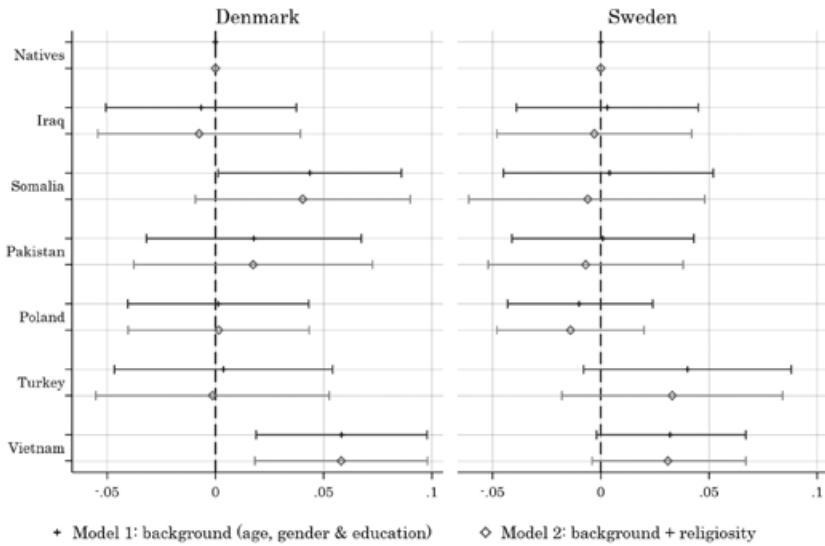 Denmark Sweden
Natives
Iraq
Somalia
Pakistan
Poland
Turkey
Vietnam
-.05 0 .05 .1 -.05 0 .05 .1
Model 1: background (age, gender & education) Model 2: background + religiosity